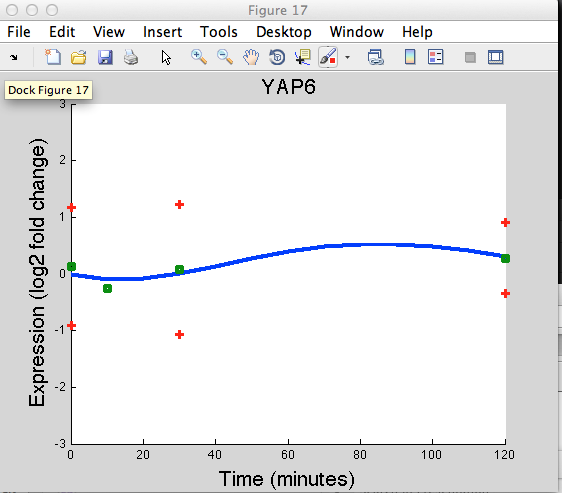 Figure 17
File Edit View Insert Tools Desktop Window Help
Dock Figure 17
YAP6
3
2
1
0
-1
-2
-3
Expression (log2 fold change)
0 20 40 60 80 100 120
Time (minutes)